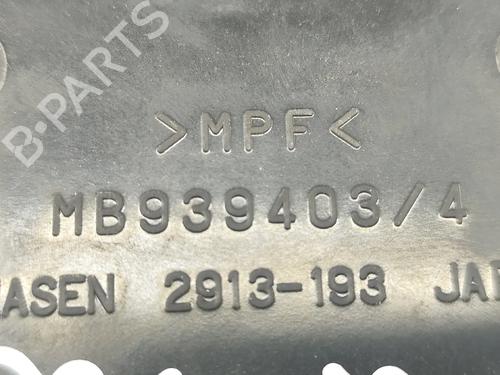 B-PARTS
>MPF<
MB939403/4
ASEN 2913-193 JA